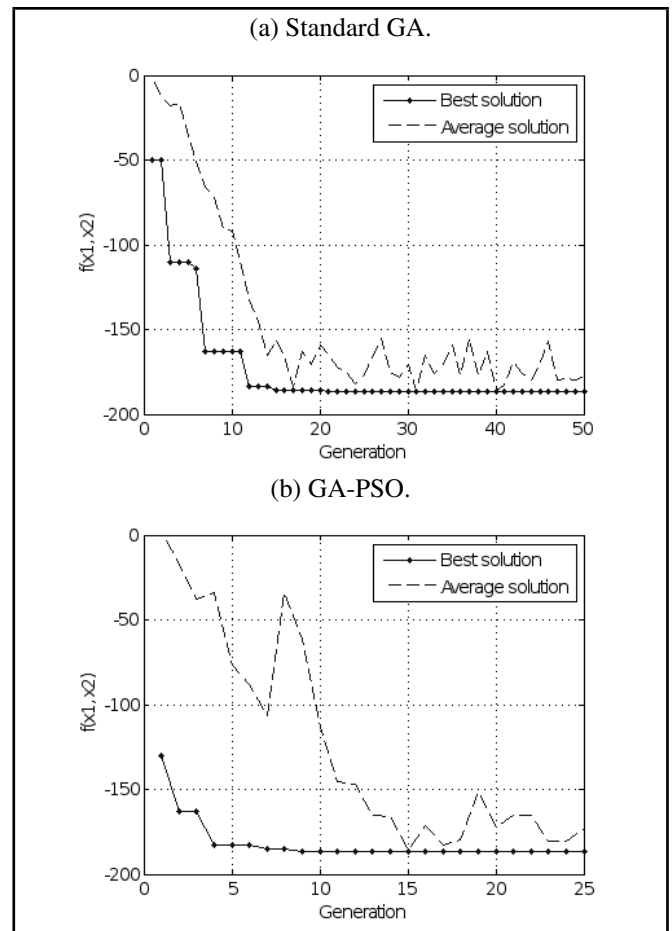 (a) Standard GA.
0
-50
-100
-150
-200
f(x1, x2)
Best solution
Average solution
0 10 20 30 40 50
Generation
(b) GA-PSO.
0
-50
-100
-150
-200
f(x1, x2)
Best solution
Average solution
0 5 10 15 20 25
Generation